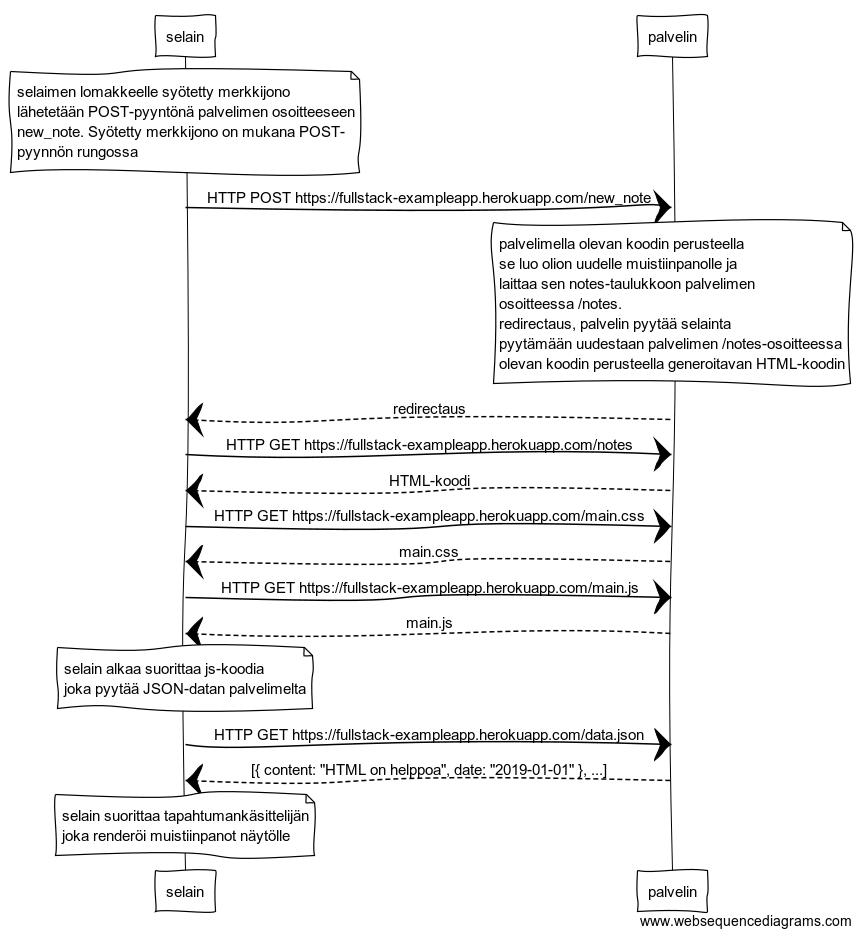 selain
palvelin
selaimen lomakkeelle syötetty merkkijono
lähetetään POST-pyyntönä palvelimen osoitteeseen
new_note. Syötetty merkkijono on mukana POST-
pyynnön rungossa
HTTP POST https://fullstack-exampleapp.herokuapp.com/new_note
palvelimella olevan koodin perusteella
se luo olion uudelle muistiinpanolle ja
laittaa sen notes-taulukkoon palvelimen
osoitteessa /notes.
redirectaus, palvelin pyytää selainta
pyytämään uudestaan palvelimen /notes-osoitteessa
olevan koodin perusteella generoitavan HTML-koodin
redirectaus
HTTP GET https://fullstack-exampleapp.herokuapp.com/notes
HTML-koodi
HTTP GET https://fullstack-exampleapp.herokuapp.com/main.css
main.css
HTTP GET https://fullstack-exampleapp.herokuapp.com/main.js
main.js
selain alkaa suorittaa js-koodia
joka pyytää JSON-datan palvelimelta
HTTP GET https://fullstack-exampleapp.herokuapp.com/data.json
[{ content: "HTML on helppoa", date: "2019-01-01" }, ...]
selain suorittaa tapahtumankäsittelijän
joka renderöi muistiinpanot näytölle
selain
palvelin
www.websequencediagrams.com